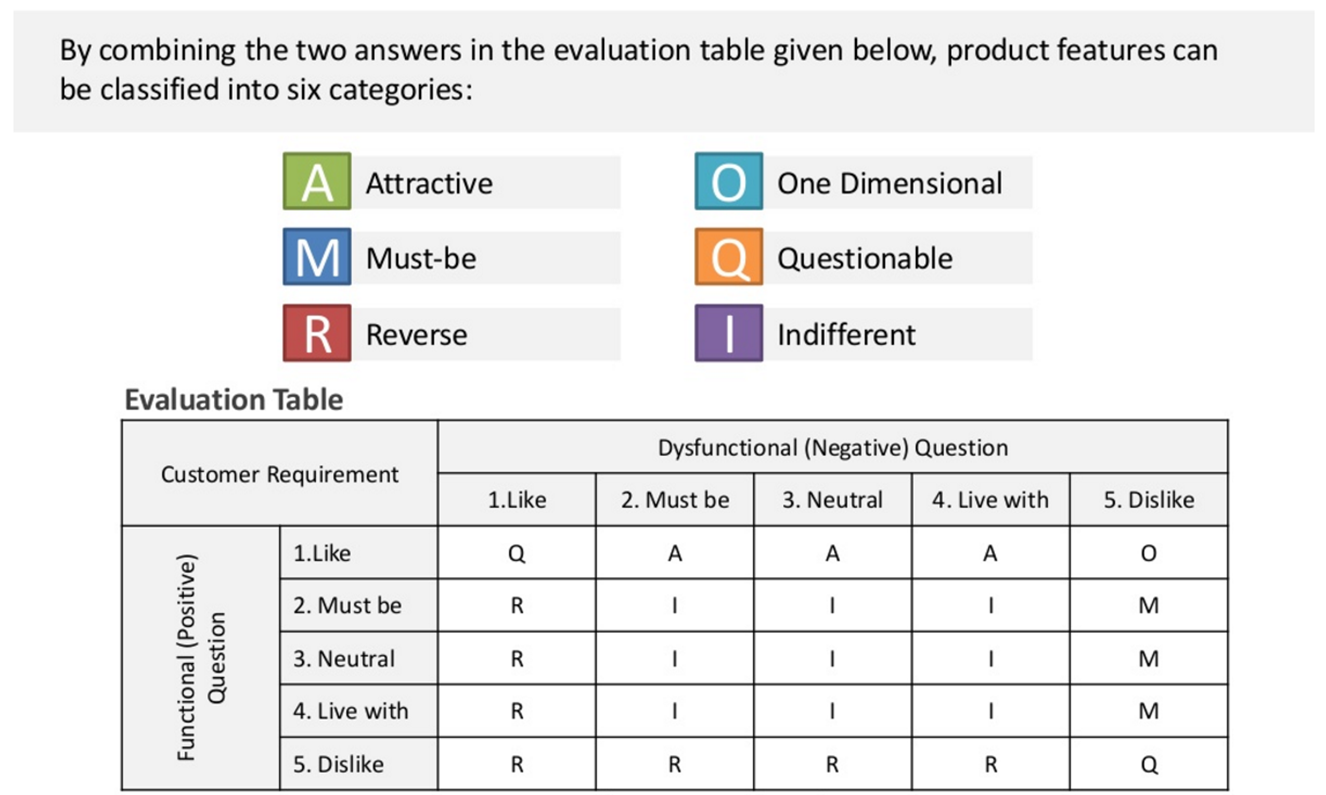 By combining the two answers in the evaluation table given below, product features can
be classified into six categories:
A Attractive
O One Dimensional
M Must-be
Q Questionable
R Reverse
I Indifferent
Evaluation Table
Customer Requirement
Dysfunctional (Negative) Question
1.Like 2. Must be 3. Neutral 4. Live with 5. Dislike
Functional (Positive)
Question
1.Like Q A A A O
2. Must be R I I I M
3. Neutral R I I I M
4. Live with R I I I M
5. Dislike R R R R Q